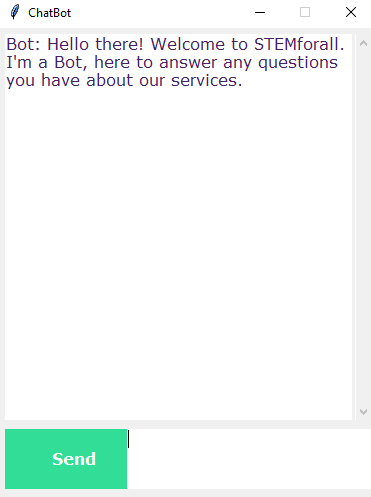 ChatBot
Bot: Hello there! Welcome to STEMforall.
I'm a Bot, here to answer any questions
you have about our services.
Send